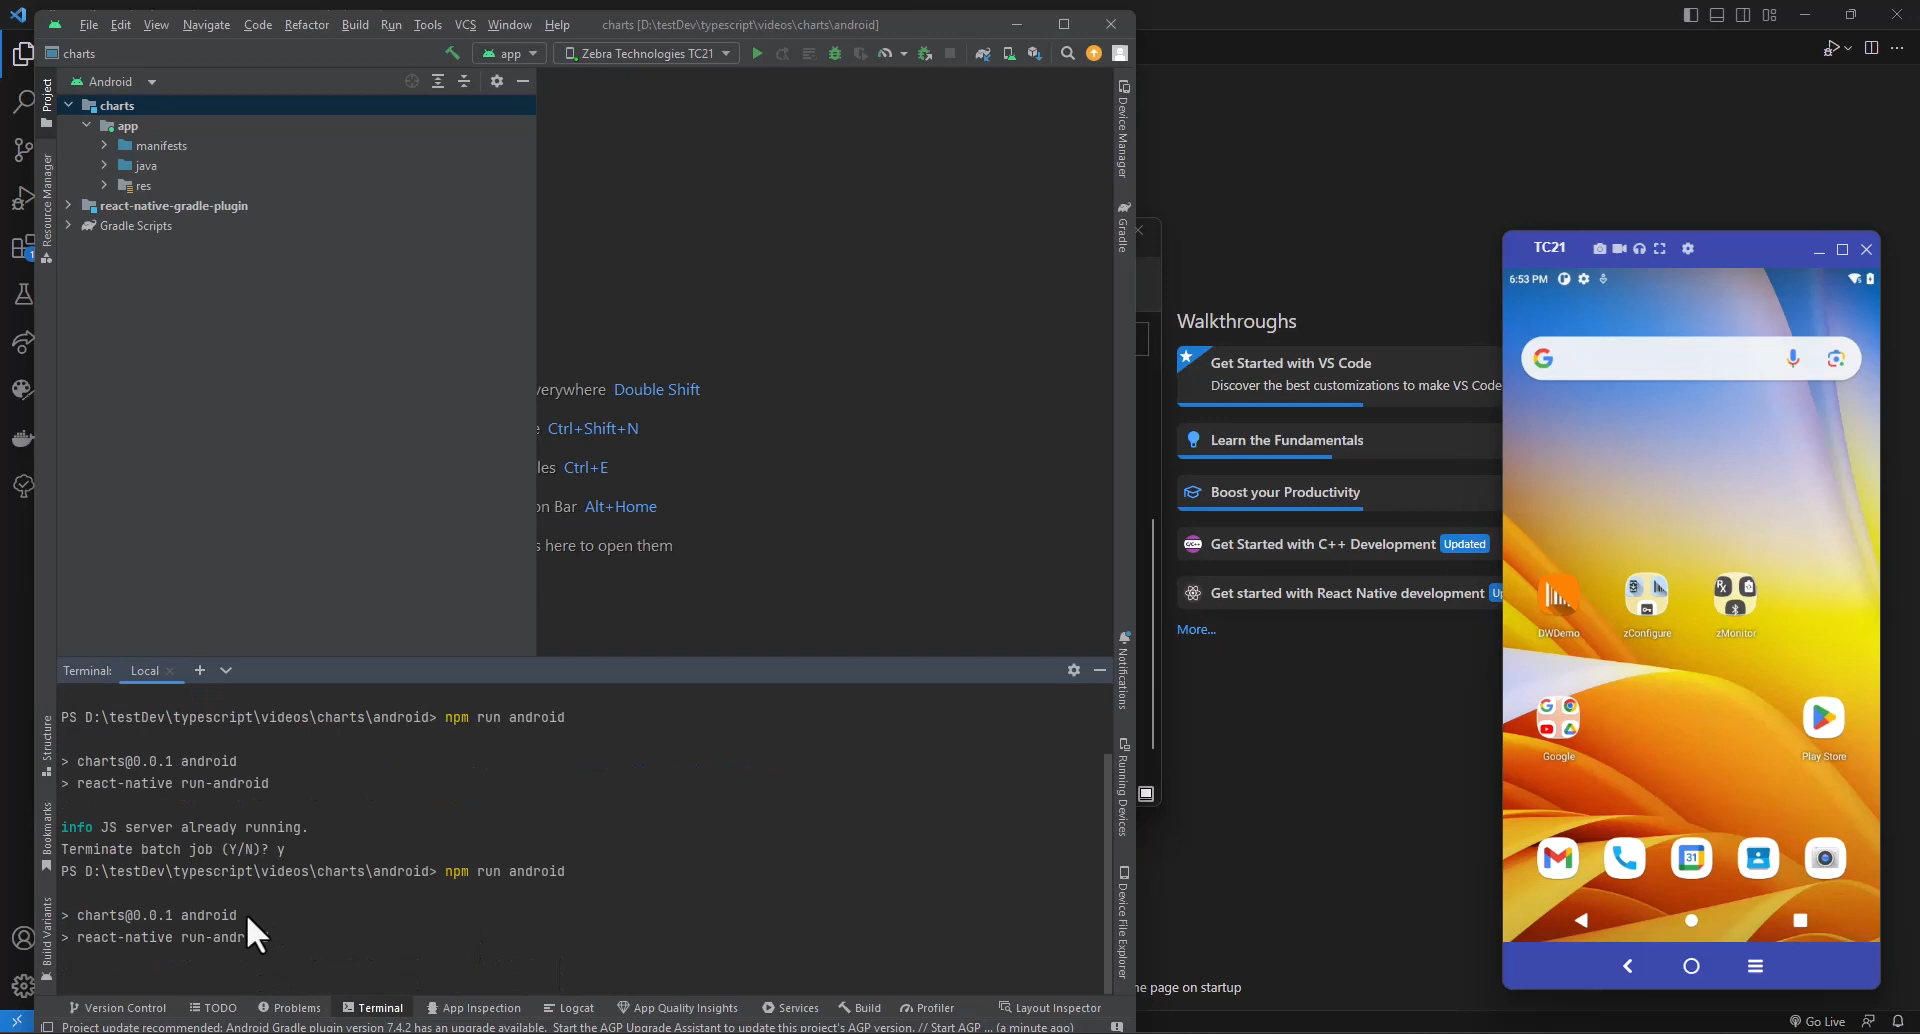 File Edit View Navigate Code Refactor Build Run Tools VCS Window Help charts [D:\testDev\typescript\videos\charts\android]
charts
app
Zebra Technologies TC21
Android
Project
Resource Manager
charts
app
manifests
java
res
react-native-gradle-plugin
Gradle Scripts
Device Manager
Gradle
verywhere Double Shift
e Ctrl+Shift+N
les Ctrl+E
on Bar Alt+Home
s here to open them
Notifications
Running Devices
Device File Explorer
Structure
Bookmarks
Build Variants
Terminal: Local
PS D:\testDev\typescript\videos\charts\android> npm run android
> charts@0.0.1 android
> react-native run-android
info JS server already running.
Terminate batch job (Y/N)? y
PS D:\testDev\typescript\videos\charts\android> npm run android
> charts@0.0.1 android
> react-native run-andr
Version Control TODO Problems Terminal App Inspection Logcat App Quality Insights Services Build Profiler Layout Inspector
Project update recommended: Android Gradle plugin version 7.4.2 has an upgrade available. Start the AGP Upgrade Assistant to update this project's AGP version. // Start AGP ... (a minute ago)
Walkthroughs
Get Started with VS Code
Discover the best customizations to make VS Code
Learn the Fundamentals
Boost your Productivity
Get Started with C++ Development Updated
Get started with React Native development Up
More...
he page on startup
Go Live
1
TC21
6:53 PM
DWDemo
zConfigure
zMonitor
Google
Play Store
31